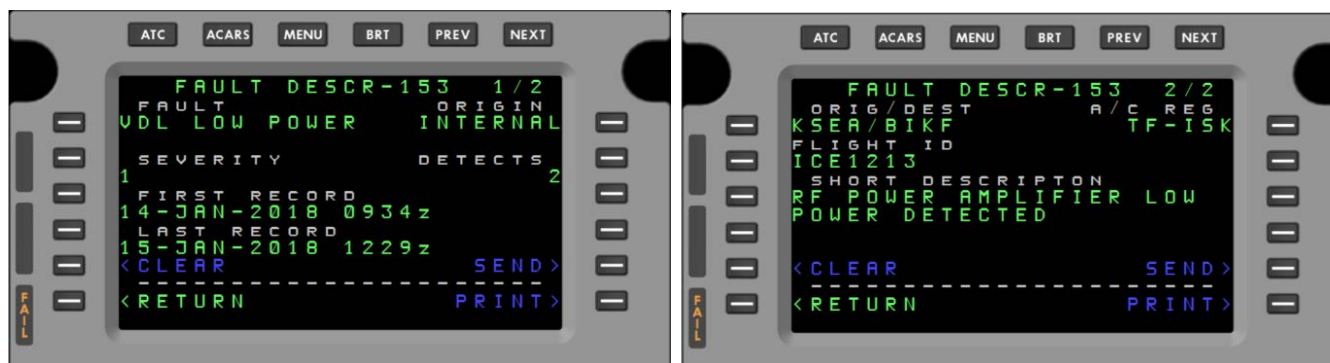 ATC ACARS MENU BRT PREV NEXT
FAULT DESCR-153 1/2
FAULT ORIGIN
VDL LOW POWER INTERNAL
SEVERITY DETECTS
1 2
FIRST RECORD
14-JAN-2018 0934z
LAST RECORD
15-JAN-2018 1229z
<CLEAR SEND>
<RETURN PRINT>
FAIL
ATC ACARS MENU BRT PREV NEXT
FAULT DESCR-153 2/2
ORIG/DEST A/C REG
KSEA/BIKF TF-ISK
FLIGHT ID
ICE1213
SHORT DESCRIPTON
RF POWER AMPLIFIER LOW
POWER DETECTED
<CLEAR SEND>
<RETURN PRINT>
FAIL